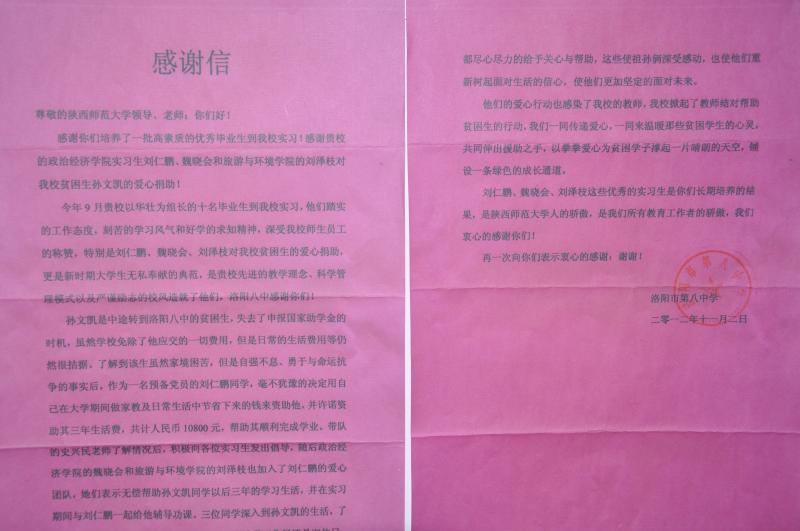 感谢信
尊敬的陕西师范大学领导、老师：你们好！
感谢你们培养了一批高素质的优秀毕业生到我校实习！感谢贵校
的政治经济学院实习生刘仁鹏、魏晓会和旅游与环境学院的刘泽枝对
我校贫困生孙文凯的爱心捐助！
今年9月贵校以华壮为组长的十名毕业生到我校实习，他们踏实
的工作态度，刻苦的学习风气和好学的求知精神，深受我校师生员工
的称赞，特别是刘仁鹏、魏晓会、刘泽枝对我校贫困生的爱心捐助，
更是新时期大学生无私奉献的典范，是贵校先进的教学理念、科学管
理模式以及严谨励志的校风造就了他们，洛阳八中感谢你们！
孙文凯是中途转到洛阳八中的贫困生，失去了申报国家助学金的
时机，虽然学校免除了他应交的一切费用，但是日常的生活费用等仍
然很拮据。了解到该生虽然家境困苦，但是自强不息、勇于与命运抗
争的事实后，作为一名预备党员的刘仁鹏同学，毫不犹豫的决定用自
己在大学期间做家教及日常生活中节省下来的钱来资助他，并许诺资
助其三年生活费，共计人民币10800元，帮助其顺利完成学业。带队
的史兴民老师了解情况后，积极向各位实习生发出倡导，随后政治经
济学院的魏晓会和旅游与环境学院的刘泽枝也加入了刘仁鹏的爱心
团队，她们表示无偿帮助孙文凯同学以后三年的学习生活，并在实习
期间与刘仁鹏一起给他辅导功课。三位同学深入到孙文凯的生活，了
都尽心尽力的给予关心与帮助，这些使祖孙俩深受感动，也使他们重
新树起面对生活的信心，使他们更加坚定的面对未来。
他们的爱心行动也感染了我校的教师，我校掀起了教师结对帮助
贫困生的行动，我们一同传递爱心，一同来温暖那些贫困学生的心灵，
共同伸出援助之手，以拳拳爱心为贫困学子撑起一片晴朗的天空，铺
设一条绿色的成长通道。
刘仁鹏、魏晓会、刘泽枝这些优秀的实习生是你们长期培养的结
果，是陕西师范大学人的骄傲，是我们所有教育工作者的骄傲，我们
衷心的感谢你们！
再一次向你们表示衷心的感谢：谢谢！
洛阳市第八中学
二零一二年十一月二日